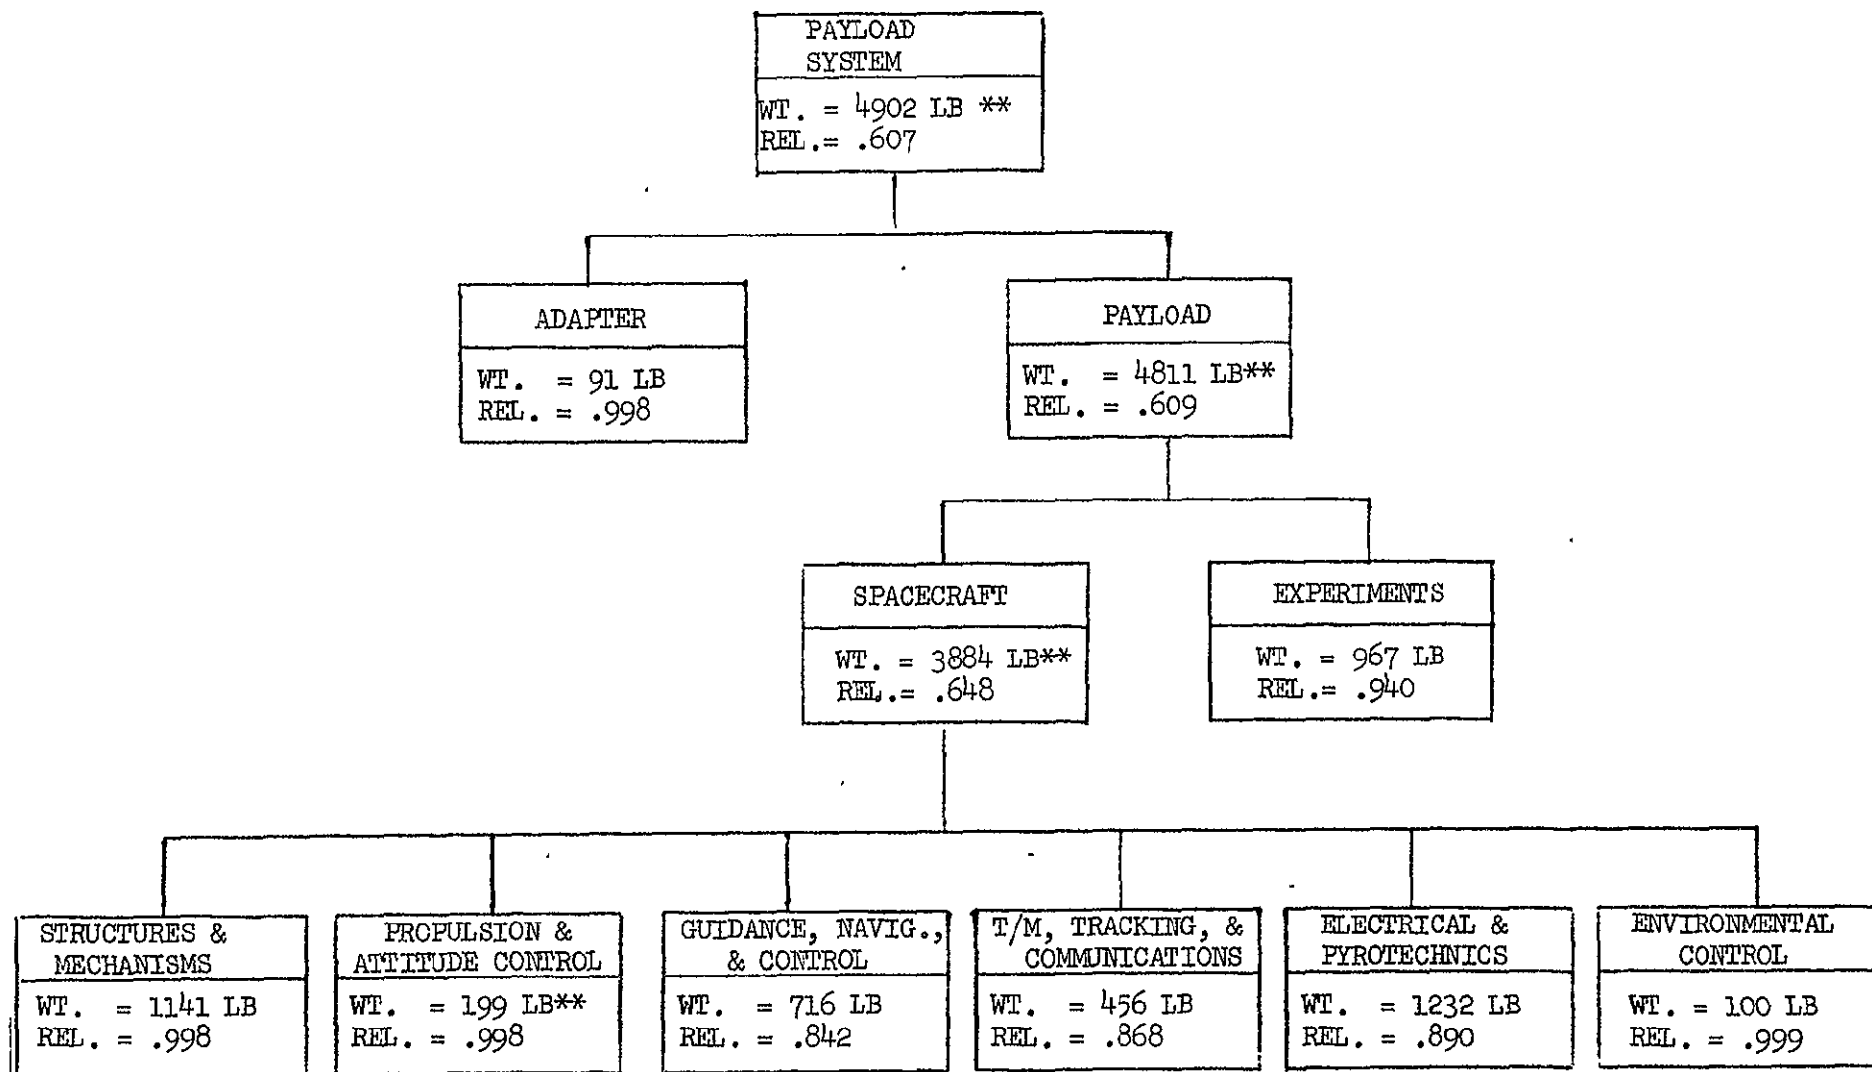 PAYLOAD
SYSTEM
WT. = 4902 LB **
REL.= .607
ADAPTER
WT. = 91 LB
REL. = .998
PAYLOAD
WT. = 4811 LB**
REL. = .609
SPACECRAFT
WT. = 3884 LB**
REL.= .648
EXPERIMENTS
WT. = 967 LB
REL.= .940
STRUCTURES &
MECHANISMS
WT. = 1141 LB
REL. = .998
PROPULSION &
ATTITUDE CONTROL
WT. = 199 LB**
REL. = .998
GUIDANCE, NAVIG.,
& CONTROL
WT. = 716 LB
REL. = .842
T/M, TRACKING, &
COMMUNICATIONS
WT. = 456 LB
REL. = .868
ELECTRICAL &
PYROTECHNICS
WT. = 1232 LB
REL. = .890
ENVIRONMENTAL
CONTROL
WT. = 100 LB
REL. = .999